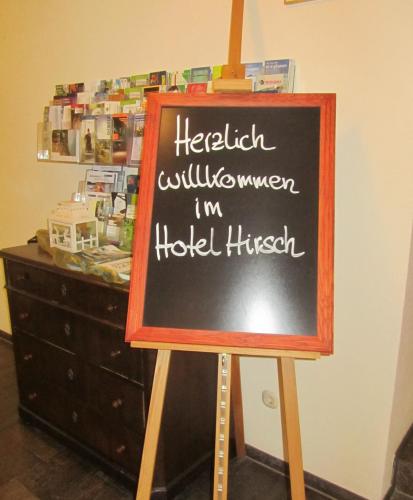 Herzlich
willkommen
im
Hotel Hirsch